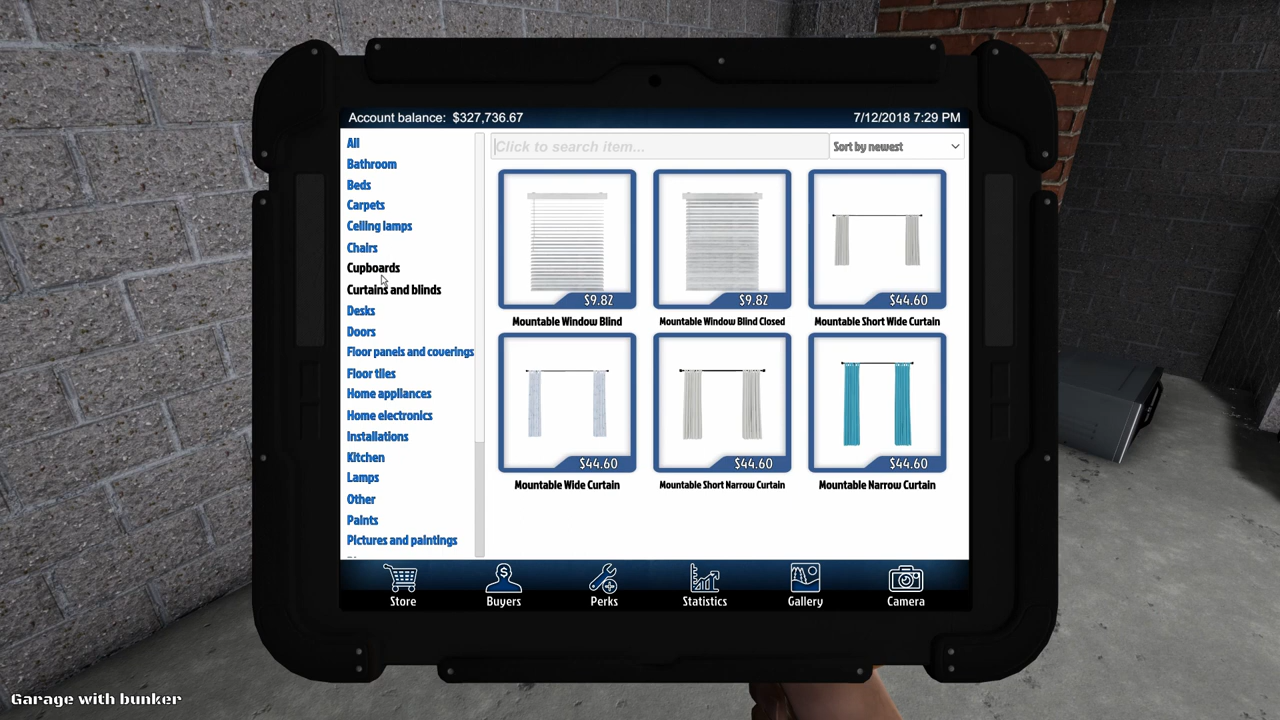 Account balance: $327,736.67
7/12/2018 7:29 PM
All
Bathroom
Beds
Carpets
Ceiling lamps
Chairs
Cupboards
Curtains and blinds
Desks
Doors
Floor panels and coverings
Floor tiles
Home appliances
Home electronics
Installations
Kitchen
Lamps
Other
Paints
Pictures and paintings
Click to search item...
Sort by newest
$9.82
$9.82
$44.60
Mountable Window Blind
Mountable Window Blind Closed
Mountable Short Wide Curtain
$44.60
$44.60
$44.60
Mountable Wide Curtain
Mountable Short Narrow Curtain
Mountable Narrow Curtain
Store
Buyers
Perks
Statistics
Gallery
Camera
Garage with bunker